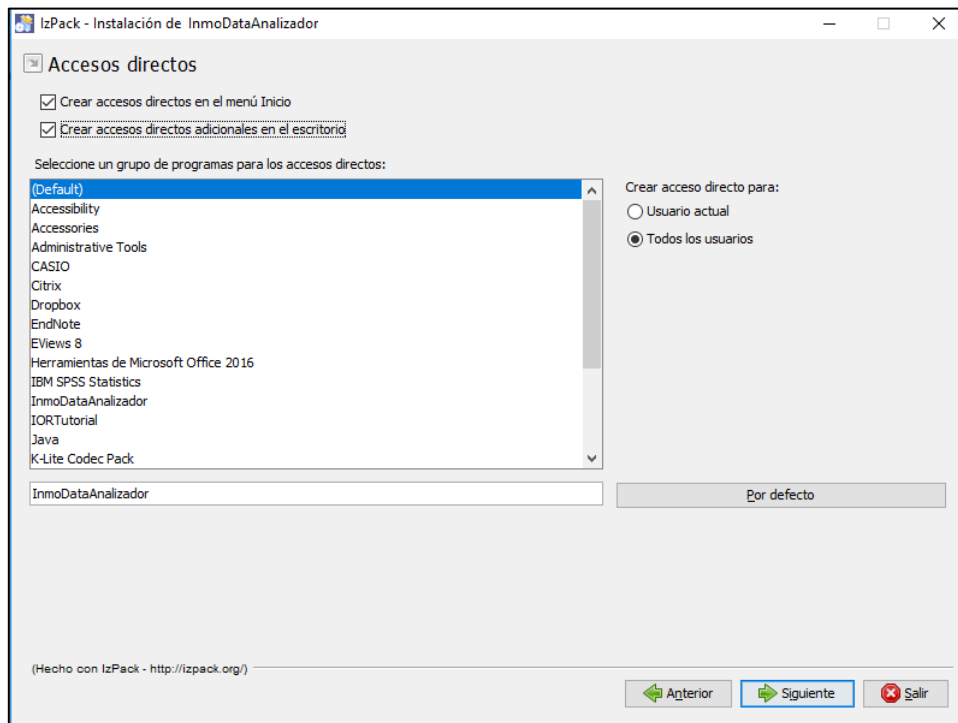 IzPack - Instalación de InmoDataAnalizador
Accesos directos
Crear accesos directos en el menú Inicio
Crear accesos directos adicionales en el escritorio
Seleccione un grupo de programas para los accesos directos:
(Default)
Accessibility
Accessories
Administrative Tools
CASIO
Citrix
Dropbox
EndNote
EViews 8
Herramientas de Microsoft Office 2016
IBM SPSS Statistics
InmoDataAnalizador
IORTutorial
Java
K-Lite Codec Pack
Crear acceso directo para:
Usuario actual
Todos los usuarios
InmoDataAnalizador
Por defecto
(Hecho con IzPack - http://izpack.org/)
Anterior
Siguiente
Salir